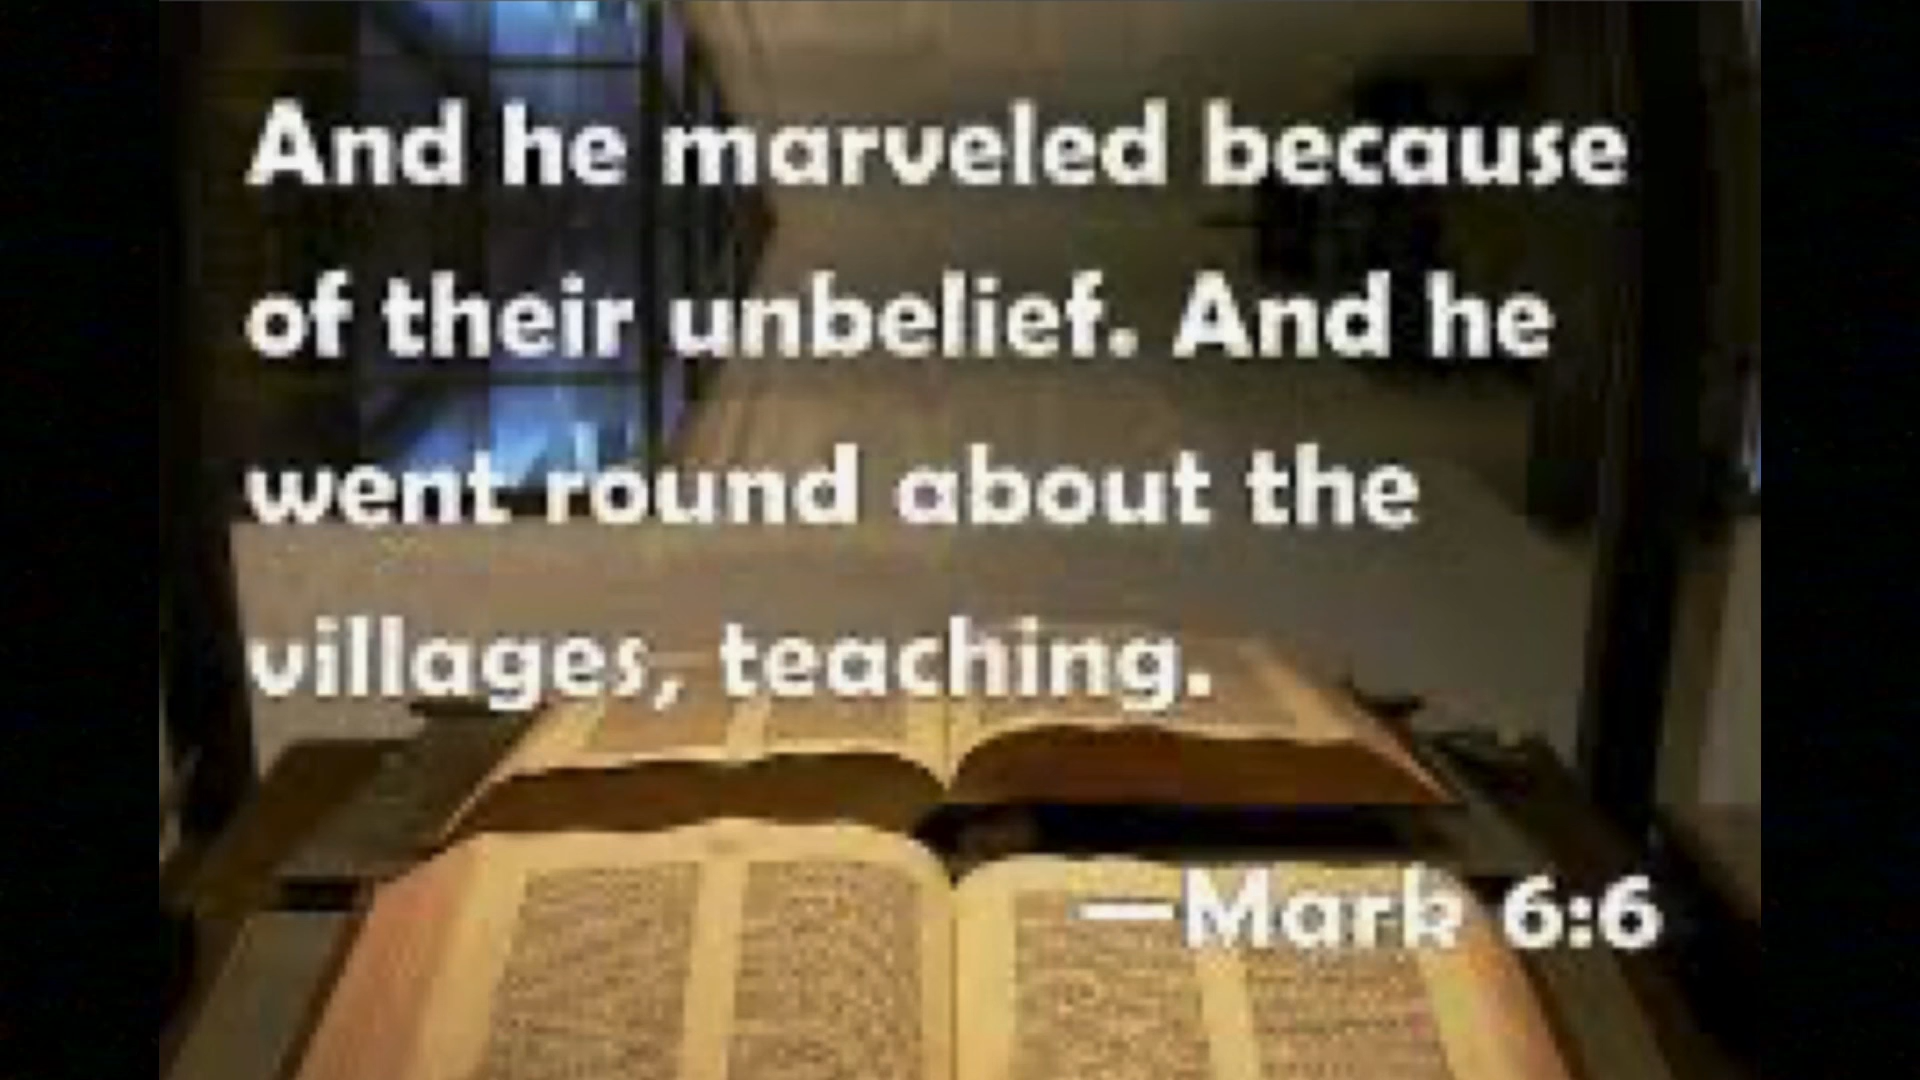 And he marveled because
of their unbelief. And he
went round about the
villages, teaching.
—Mark 6:6